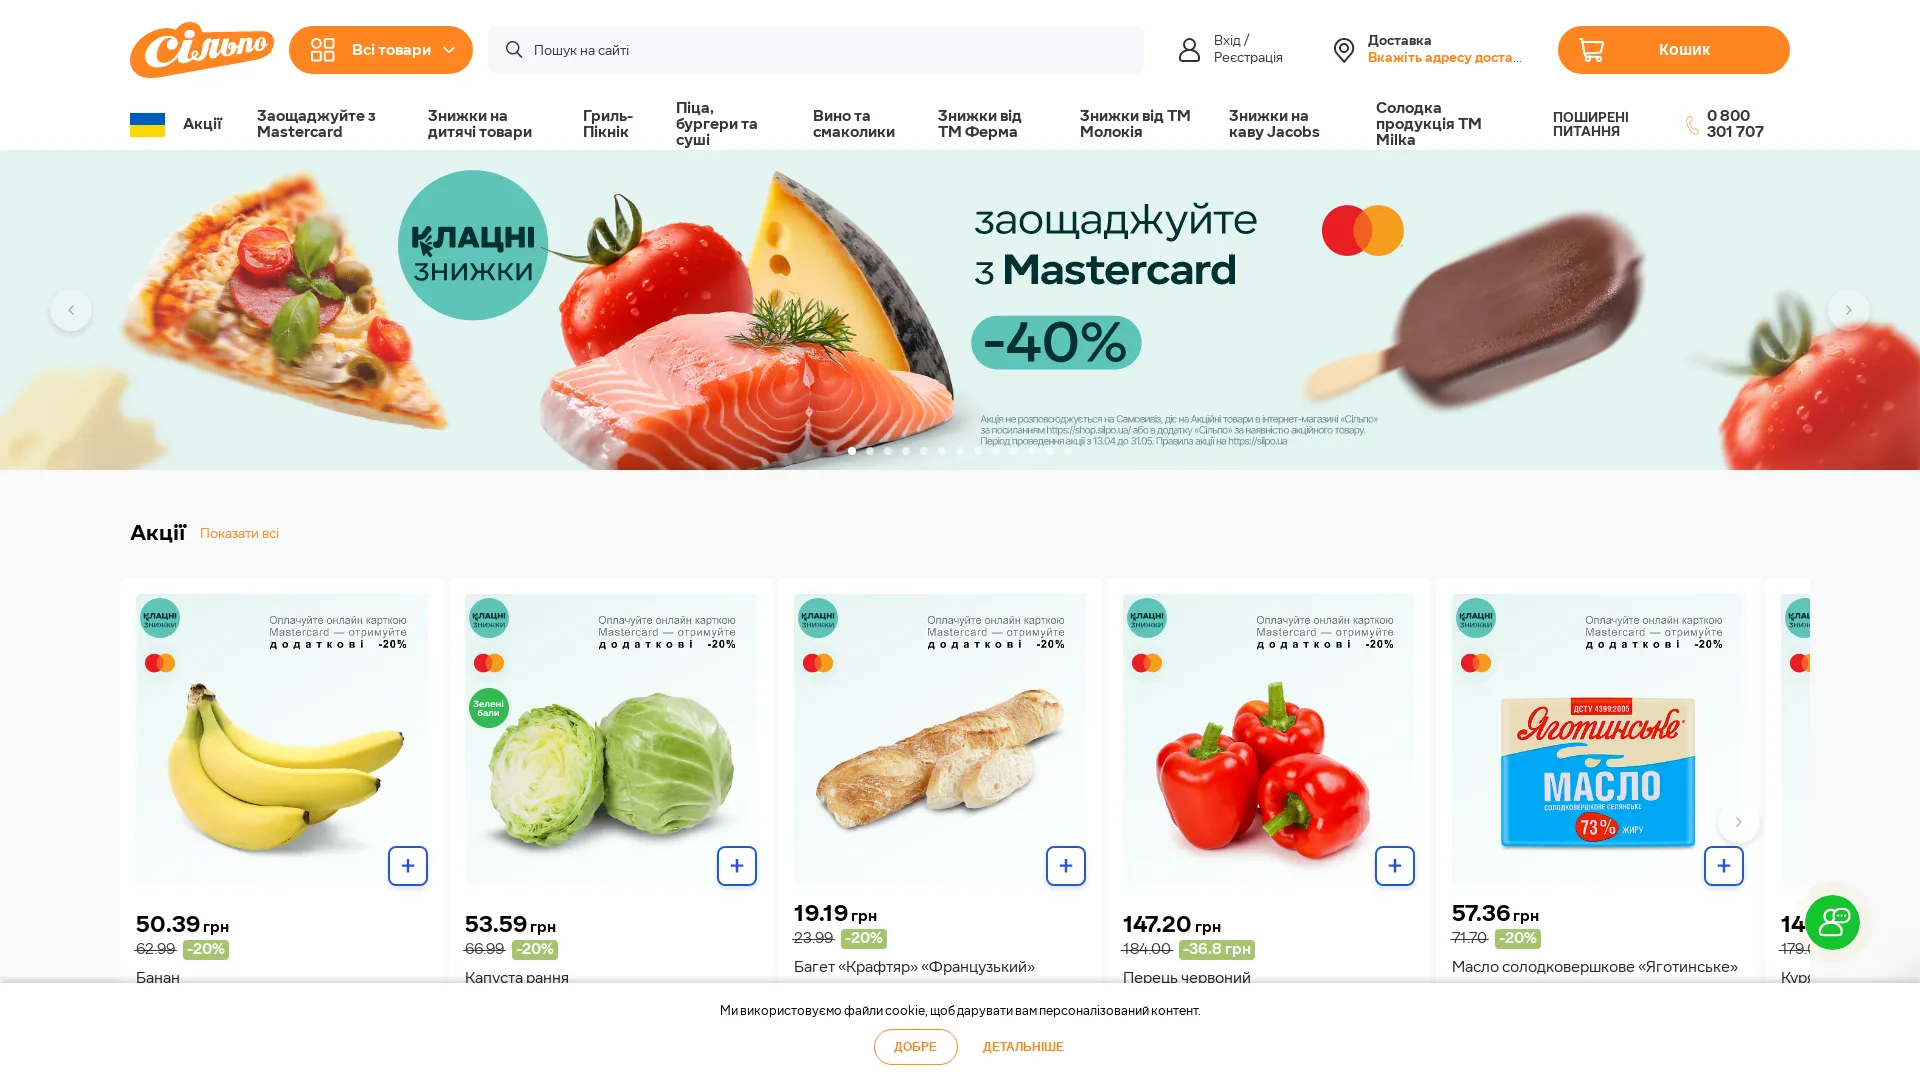 Сільпо
Всі товари
Пошук на сайті
Вхід /
Реєстрація
Доставка
Вкажіть адресу доста...
Кошик
Акції
Заощаджуйте з
Mastercard
Знижки на
дитячі товари
Гриль-
Пікнік
Піца,
бургери та
суші
Вино та
смаколики
Знижки від
ТМ Ферма
Знижки від ТМ
Молокія
Знижки на
каву Jacobs
Солодка
продукція ТМ
Milka
ПОШИРЕНІ
ПИТАННЯ
0 800
301 707
КЛАЦНІ
ЗНИЖКИ
заощаджуйте
з Mastercard
-40%
Акція не розповсюджується на Самовивіз, діє на Акційні товари в інтернет-магазині «Сільпо»
за посиланням https://shop.silpo.ua/ або в додатку «Сільпо» за наявністю акційного товару.
Період проведення акції з 13.04 до 31.05. Правила акції на https://silpo.ua
Акції
Показати всі
КЛАЦНІ
ЗНИЖКИ
Оплачуйте онлайн карткою
Mastercard — отримуйте
додаткові -20%
50.39 грн
62.99 -20%
Банан
КЛАЦНІ
ЗНИЖКИ
Оплачуйте онлайн карткою
Mastercard — отримуйте
додаткові -20%
Зелені
бали
53.59 грн
66.99 -20%
Капуста рання
КЛАЦНІ
ЗНИЖКИ
Оплачуйте онлайн карткою
Mastercard — отримуйте
додаткові -20%
19.19 грн
23.99 -20%
Багет «Крафтяр» «Французький»
КЛАЦНІ
ЗНИЖКИ
Оплачуйте онлайн карткою
Mastercard — отримуйте
додаткові -20%
147.20 грн
184.00 -36.8 грн
Перець червоний
КЛАЦНІ
ЗНИЖКИ
Оплачуйте онлайн карткою
Mastercard — отримуйте
додаткові -20%
ДСТУ 4399:2005
Яготинське
МАСЛО
СОЛОДКОВЕРШКОВЕ СЕЛЯНСЬКЕ
73% ЖИРУ
57.36 грн
71.70 -20%
Масло солодковершкове «Яготинське»
Ми використовуємо файли cookie, щоб дарувати вам персоналізований контент.
ДОБРЕ
ДЕТАЛЬНІШЕ